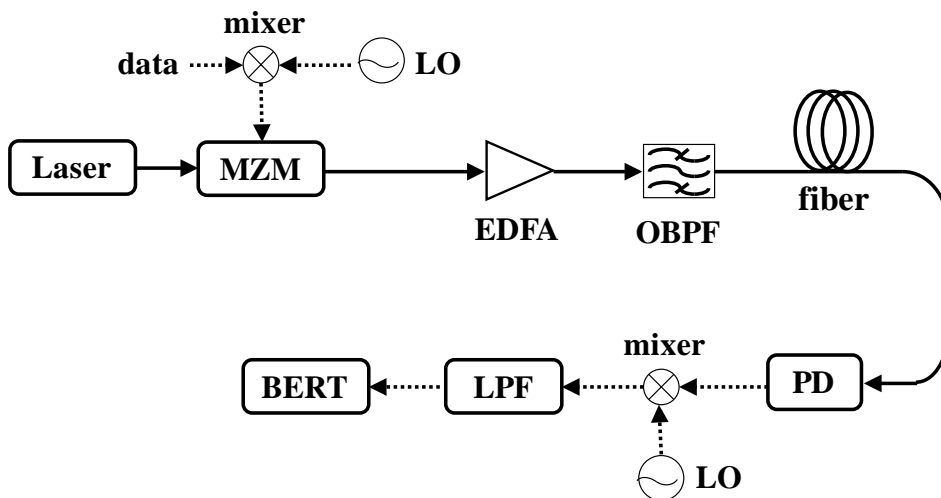 mixer
data
LO
Laser
MZM
EDFA
OBPF
fiber
mixer
BERT
LPF
PD
LO